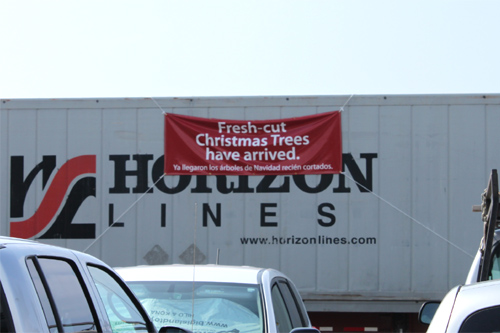 Fresh-cut
Christmas Trees
have arrived.
Ya llegaron los árboles de Navidad recién cortados.
HORIZON
LINES
www.horizonlines.com